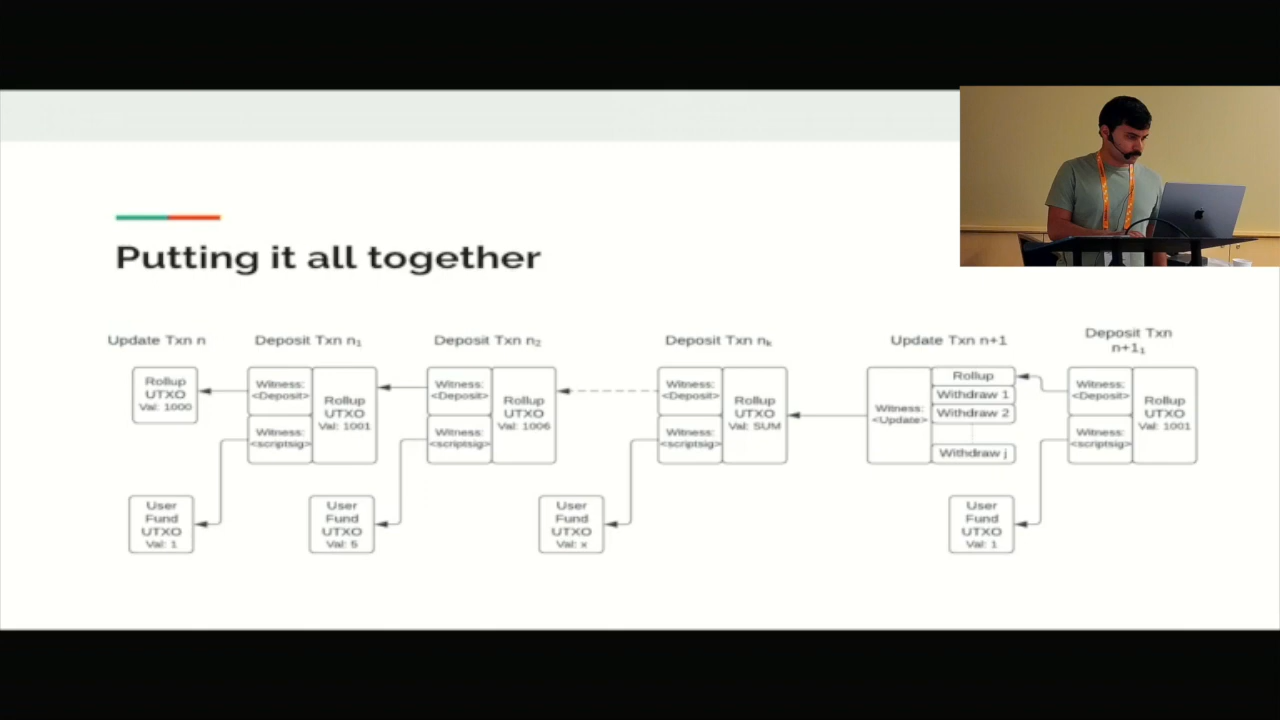 Putting it all together
Update Txn n
Deposit Txn n₁
Deposit Txn n₂
Deposit Txn nₖ
Update Txn n+1
Deposit Txn
n+1₁
Rollup
UTXO
Val: 1000
Witness:
<Deposit>
Witness:
<scriptsig>
Rollup
UTXO
Val: 1001
Witness:
<Deposit>
Witness:
<scriptsig>
Rollup
UTXO
Val: 1006
Witness:
<Deposit>
Witness:
<scriptsig>
Rollup
UTXO
Val: SUM
Witness:
<Update>
Rollup
Withdraw 1
Withdraw 2
Withdraw j
Witness:
<Deposit>
Witness:
<scriptsig>
Rollup
UTXO
Val: 1001
User
Fund
UTXO
Val: 1
User
Fund
UTXO
Val: 5
User
Fund
UTXO
Val: x
User
Fund
UTXO
Val: 1